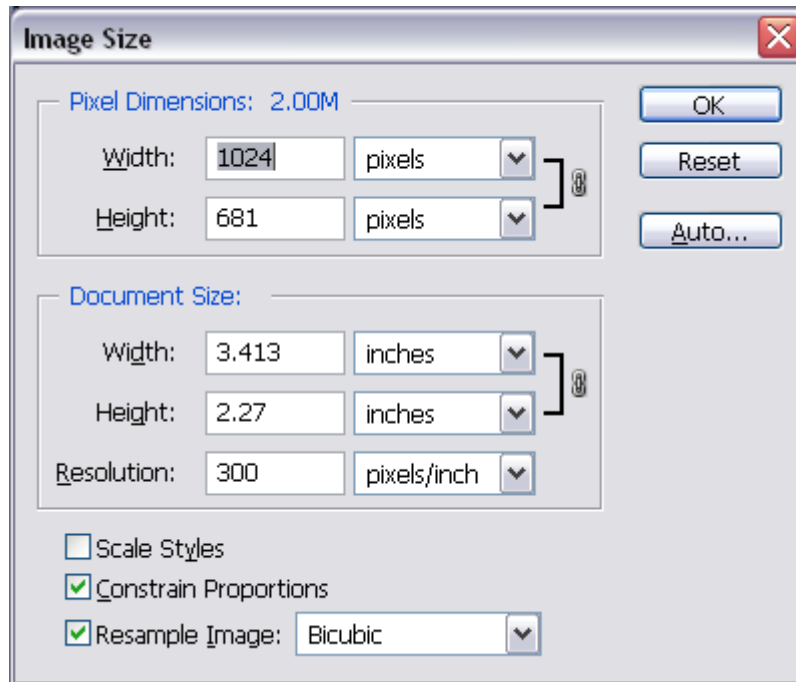 Image Size
Pixel Dimensions: 2.00M
OK
Width: 1024 pixels
Reset
Height: 681 pixels
Auto...
Document Size:
Width: 3.413 inches
Height: 2.27 inches
Resolution: 300 pixels/inch
Scale Styles
Constrain Proportions
Resample Image: Bicubic